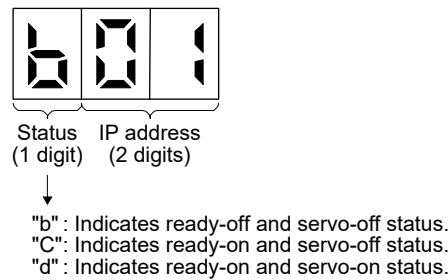 b01
Status IP address
(1 digit) (2 digits)
"b" : Indicates ready-off and servo-off status.
"C": Indicates ready-on and servo-off status.
"d" : Indicates ready-on and servo-on status.